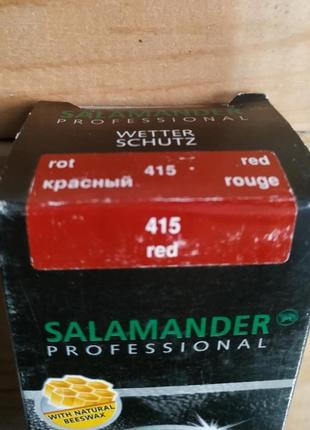 SALAMANDER
PROFESSIONAL
WETTER
SCHUTZ
rot 415 red
красный rouge
415
red
SALAMANDER
PROFESSIONAL
WITH NATURAL
BEESWAX